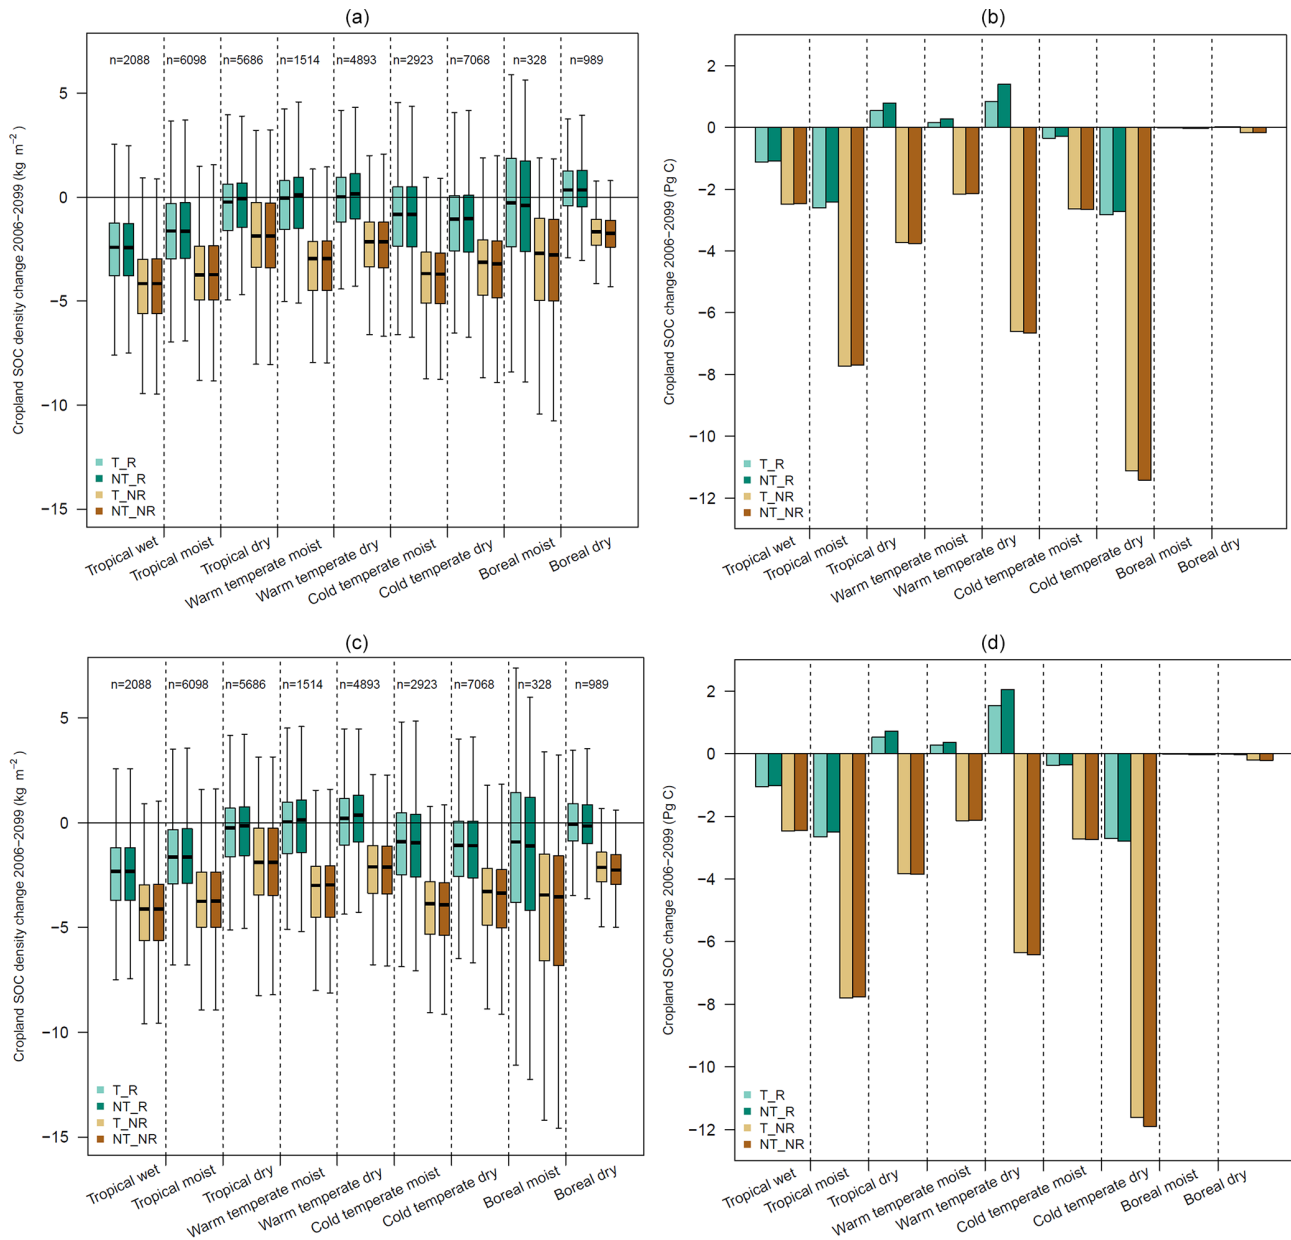 (a)
Cropland SOC density change 2006−2099 (kg m−2)
5
0
−5
−10
−15
n=2088 n=6098 n=5686 n=1514 n=4893 n=2923 n=7068 n=328 n=989
T_R
NT_R
T_NR
NT_NR
Tropical wet
Tropical moist
Tropical dry
Warm temperate moist
Warm temperate dry
Cold temperate moist
Cold temperate dry
Boreal moist
Boreal dry
(b)
Cropland SOC change 2006−2099 (Pg C)
2
0
−2
−4
−6
−8
−10
−12
T_R
NT_R
T_NR
NT_NR
Tropical wet
Tropical moist
Tropical dry
Warm temperate moist
Warm temperate dry
Cold temperate moist
Cold temperate dry
Boreal moist
Boreal dry
(c)
Cropland SOC density change 2006−2099 (kg m−2)
5
0
−5
−10
−15
n=2088 n=6098 n=5686 n=1514 n=4893 n=2923 n=7068 n=328 n=989
T_R
NT_R
T_NR
NT_NR
Tropical wet
Tropical moist
Tropical dry
Warm temperate moist
Warm temperate dry
Cold temperate moist
Cold temperate dry
Boreal moist
Boreal dry
(d)
Cropland SOC change 2006−2099 (Pg C)
2
0
−2
−4
−6
−8
−10
−12
T_R
NT_R
T_NR
NT_NR
Tropical wet
Tropical moist
Tropical dry
Warm temperate moist
Warm temperate dry
Cold temperate moist
Cold temperate dry
Boreal moist
Boreal dry